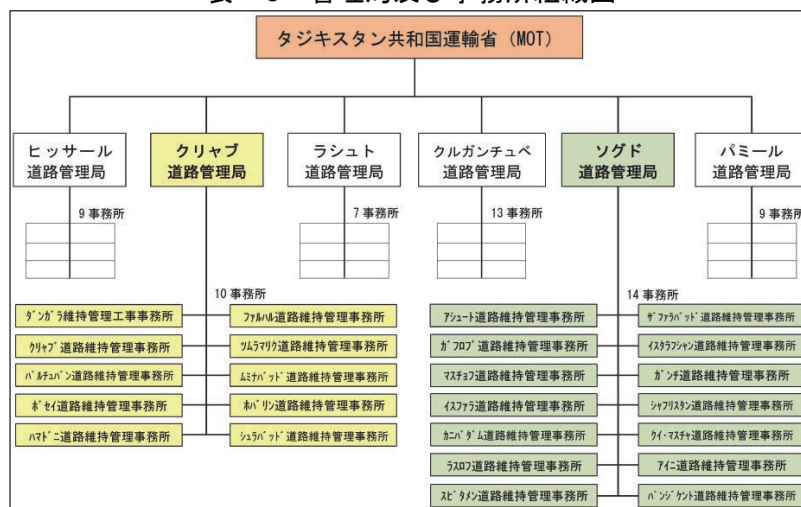 タジキスタン共和国運輸省 (MOT)
ヒッサール
道路管理局
クリャブ
道路管理局
ラシュト
道路管理局
クルガンチュベ
道路管理局
ソグド
道路管理局
パミール
道路管理局
9 事務所
7 事務所
13 事務所
9 事務所
10 事務所
14 事務所
ダンガラ維持管理工事事務所
ファルハル道路維持管理事務所
クリャブ道路維持管理事務所
ツムラマリク道路維持管理事務所
バルチュバン道路維持管理事務所
ムミナバッド道路維持管理事務所
ボセイ道路維持管理事務所
ホバリン道路維持管理事務所
ハマドニ道路維持管理事務所
シュラバッド道路維持管理事務所
アシュート道路維持管理事務所
ザファラバッド道路維持管理事務所
ガフロブ道路維持管理事務所
イスタラフシャン道路維持管理事務所
マスチョフ道路維持管理事務所
ガンチ道路維持管理事務所
イスファラ道路維持管理事務所
シャフリスタン道路維持管理事務所
カニバダム道路維持管理事務所
クイ・マスチャ道路維持管理事務所
ラスロフ道路維持管理事務所
アイニ道路維持管理事務所
スピタメン道路維持管理事務所
パンジケント道路維持管理事務所